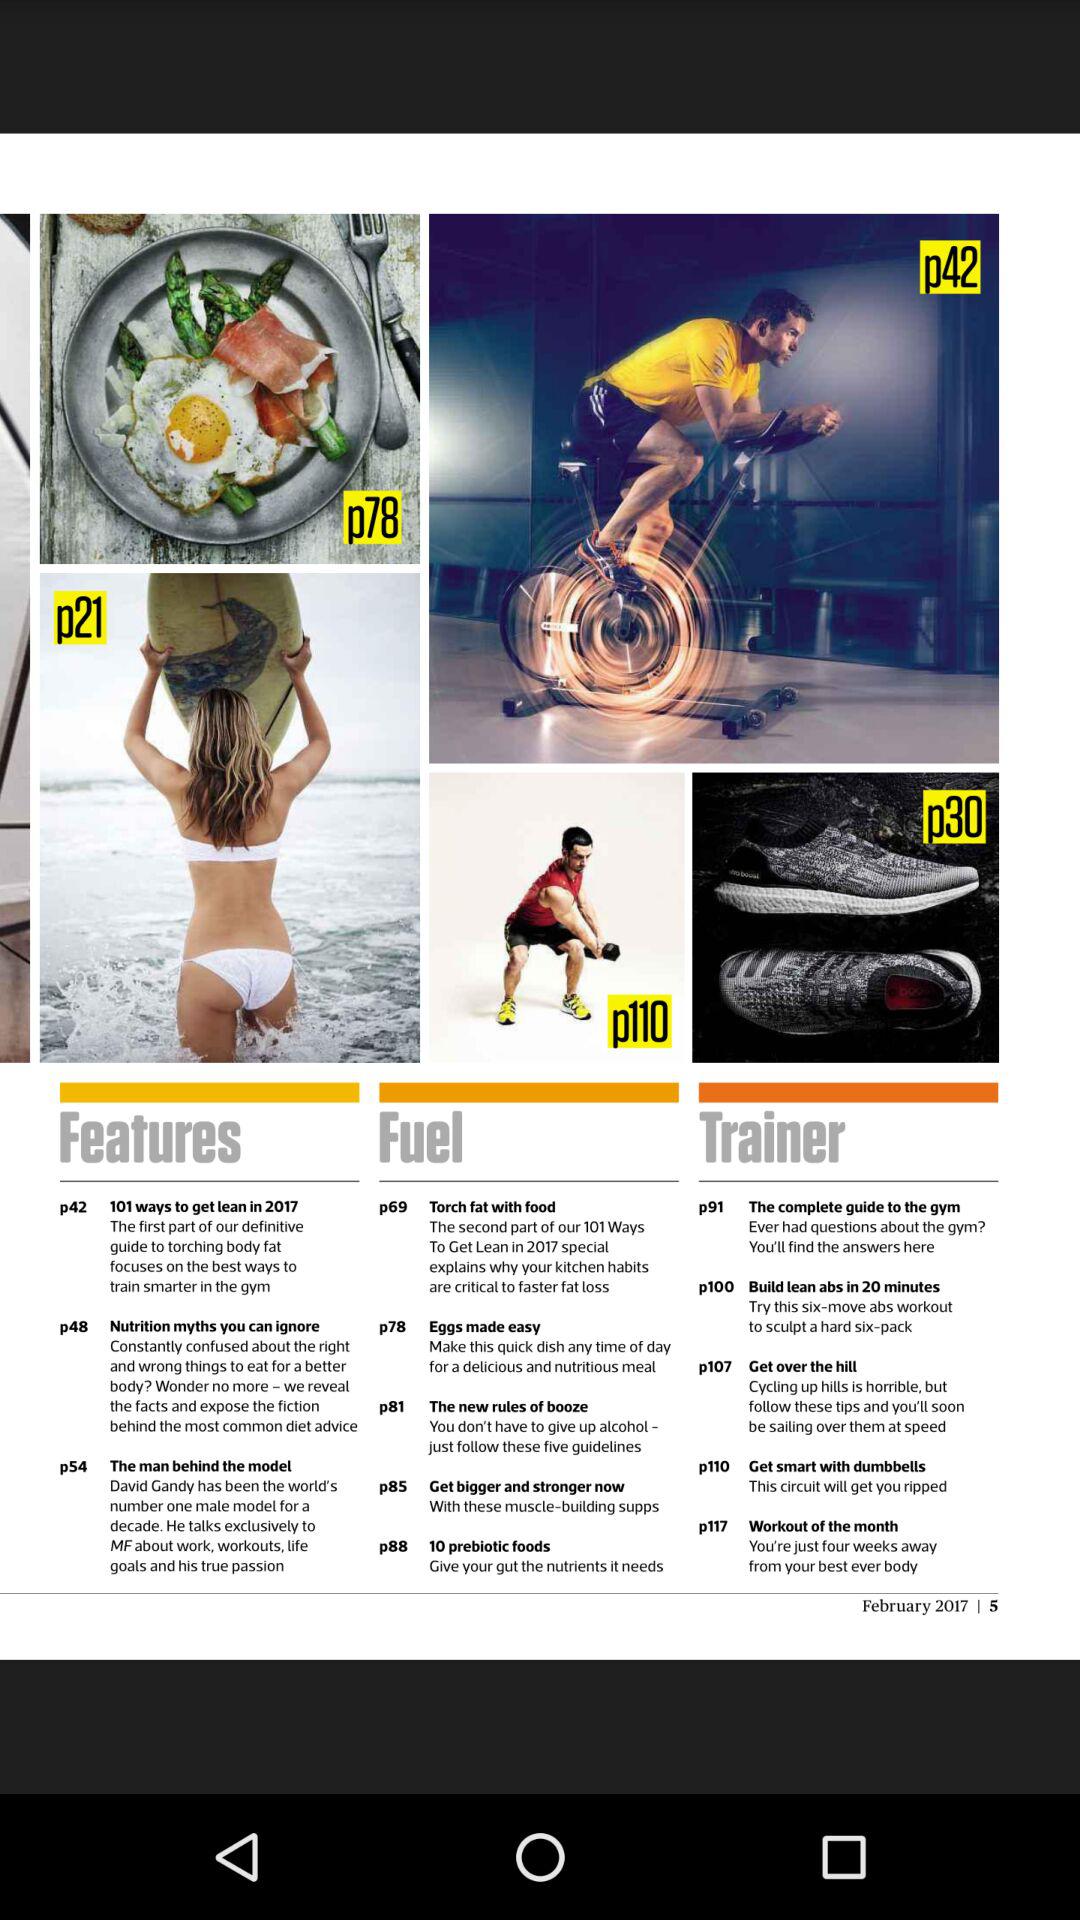 p78
p42
p21
p110
p30
Features
p42 101 ways to get lean in 2017
The first part of our definitive
guide to torching body fat
focuses on the best ways to
train smarter in the gym
p48 Nutrition myths you can ignore
Constantly confused about the right
and wrong things to eat for a better
body? Wonder no more – we reveal
the facts and expose the fiction
behind the most common diet advice
p54 The man behind the model
David Gandy has been the world's
number one male model for a
decade. He talks exclusively to
MF about work, workouts, life
goals and his true passion
Fuel
p69 Torch fat with food
The second part of our 101 Ways
To Get Lean in 2017 special
explains why your kitchen habits
are critical to faster fat loss
p78 Eggs made easy
Make this quick dish any time of day
for a delicious and nutritious meal
p81 The new rules of booze
You don't have to give up alcohol –
just follow these five guidelines
p85 Get bigger and stronger now
With these muscle-building supps
p88 10 prebiotic foods
Give your gut the nutrients it needs
Trainer
p91 The complete guide to the gym
Ever had questions about the gym?
You'll find the answers here
p100 Build lean abs in 20 minutes
Try this six-move abs workout
to sculpt a hard six-pack
p107 Get over the hill
Cycling up hills is horrible, but
follow these tips and you'll soon
be sailing over them at speed
p110 Get smart with dumbbells
This circuit will get you ripped
p117 Workout of the month
You're just four weeks away
from your best ever body
February 2017 | 5